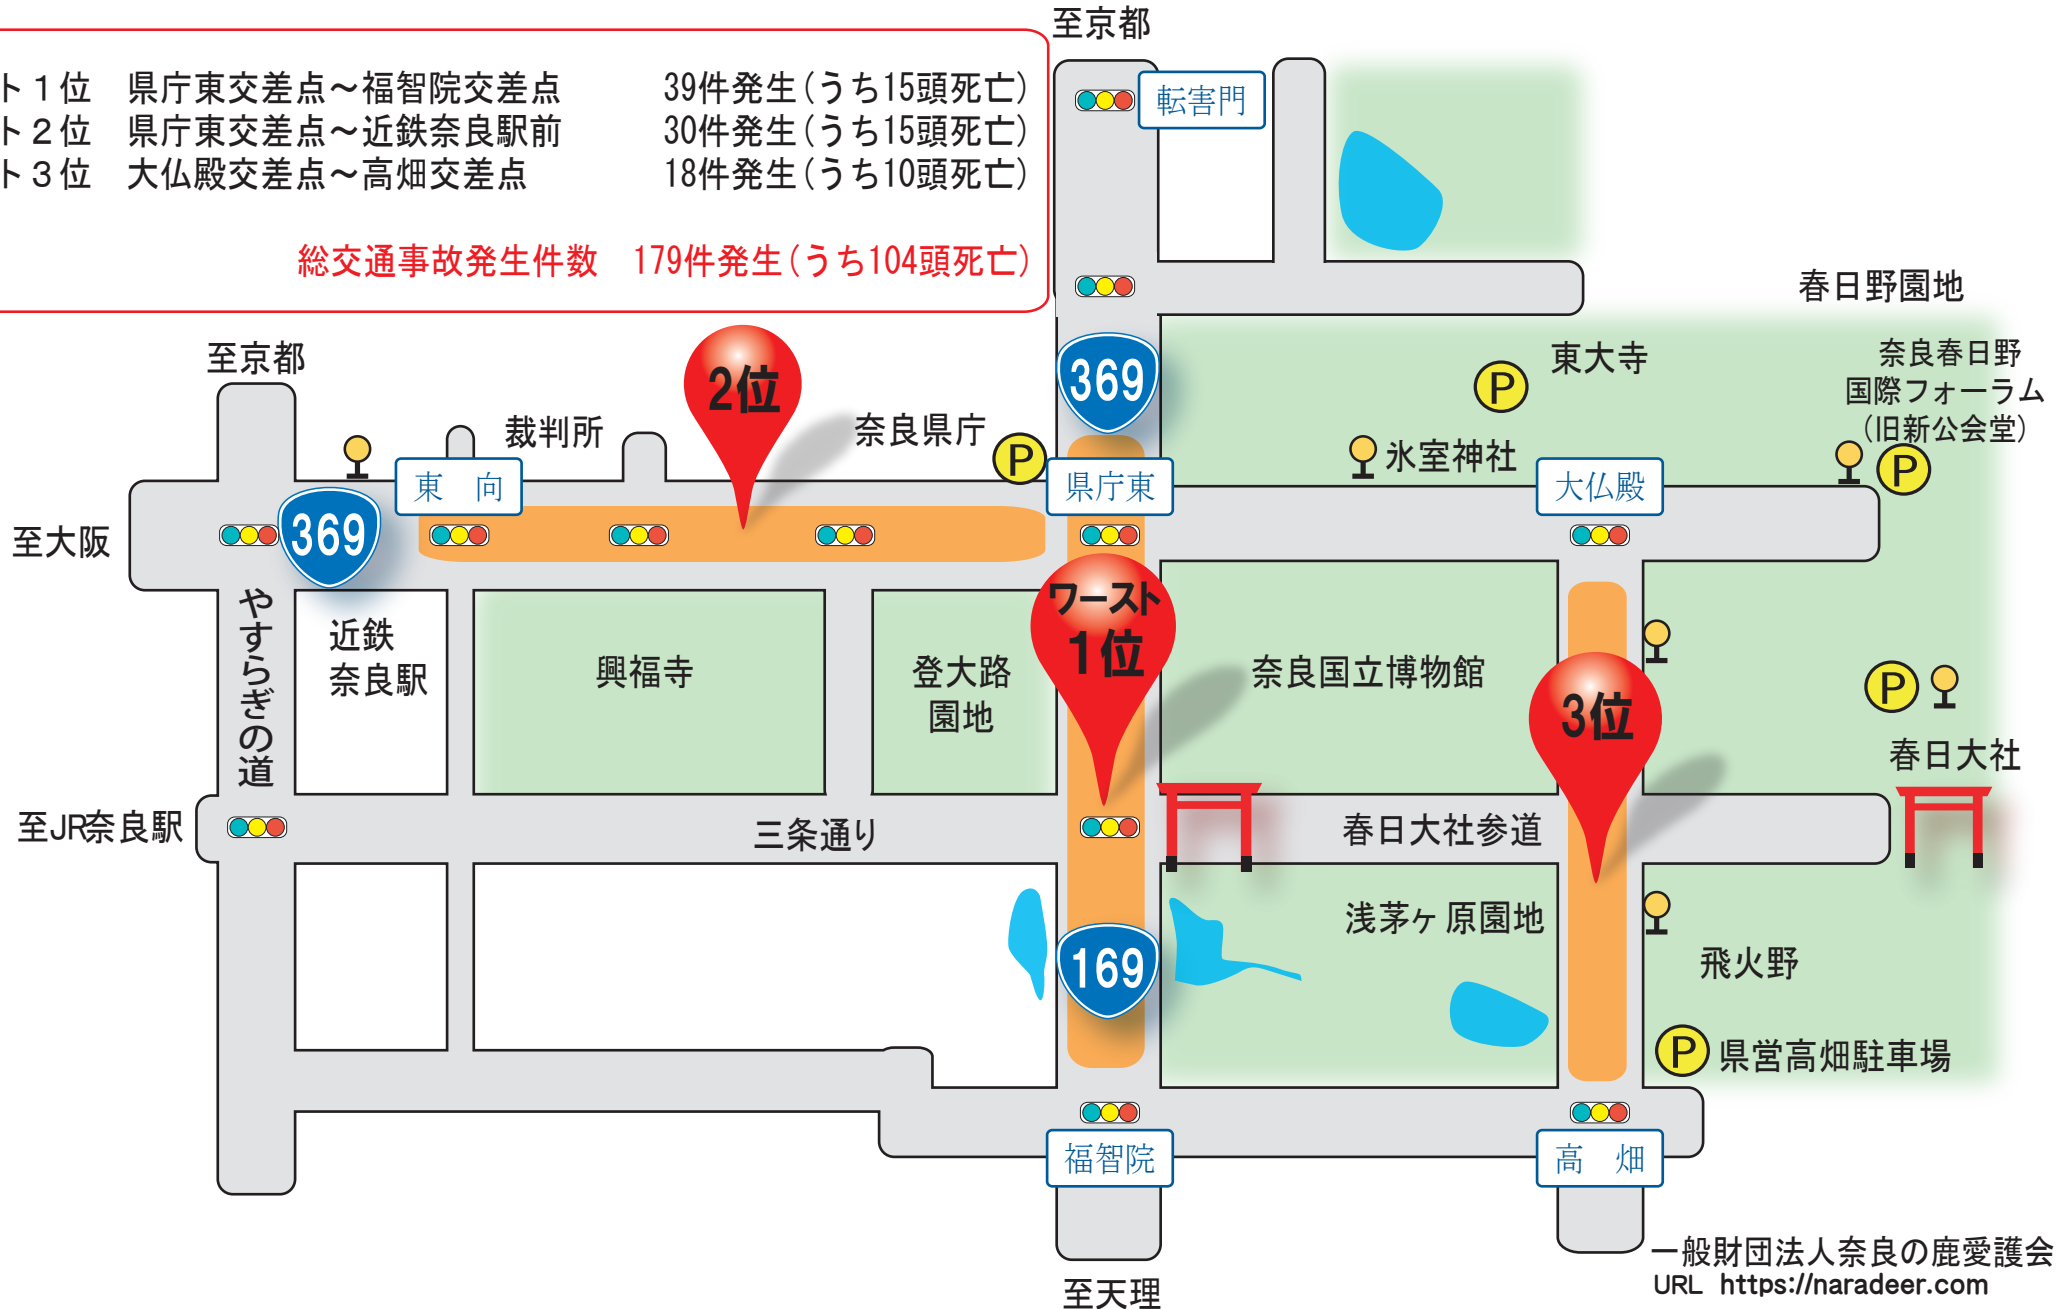 至京都
ト１位　県庁東交差点～福智院交差点　39件発生(うち15頭死亡)
ト２位　県庁東交差点～近鉄奈良駅前　30件発生(うち15頭死亡)
ト３位　大仏殿交差点～高畑交差点　18件発生(うち10頭死亡)
総交通事故発生件数　179件発生(うち104頭死亡)
転害門
春日野園地
至京都
2位
369
東大寺
P
奈良春日野
国際フォーラム
(旧新公会堂)
裁判所
奈良県庁
P
氷室神社
P
東　向
県庁東
大仏殿
至大阪
369
やすらぎの道
近鉄
奈良駅
興福寺
登大路
園地
ワースト
1位
奈良国立博物館
3位
P
春日大社
至JR奈良駅
三条通り
春日大社参道
浅茅ヶ原園地
169
飛火野
P
県営高畑駐車場
福智院
高　畑
至天理
一般財団法人奈良の鹿愛護会
URL https://naradeer.com